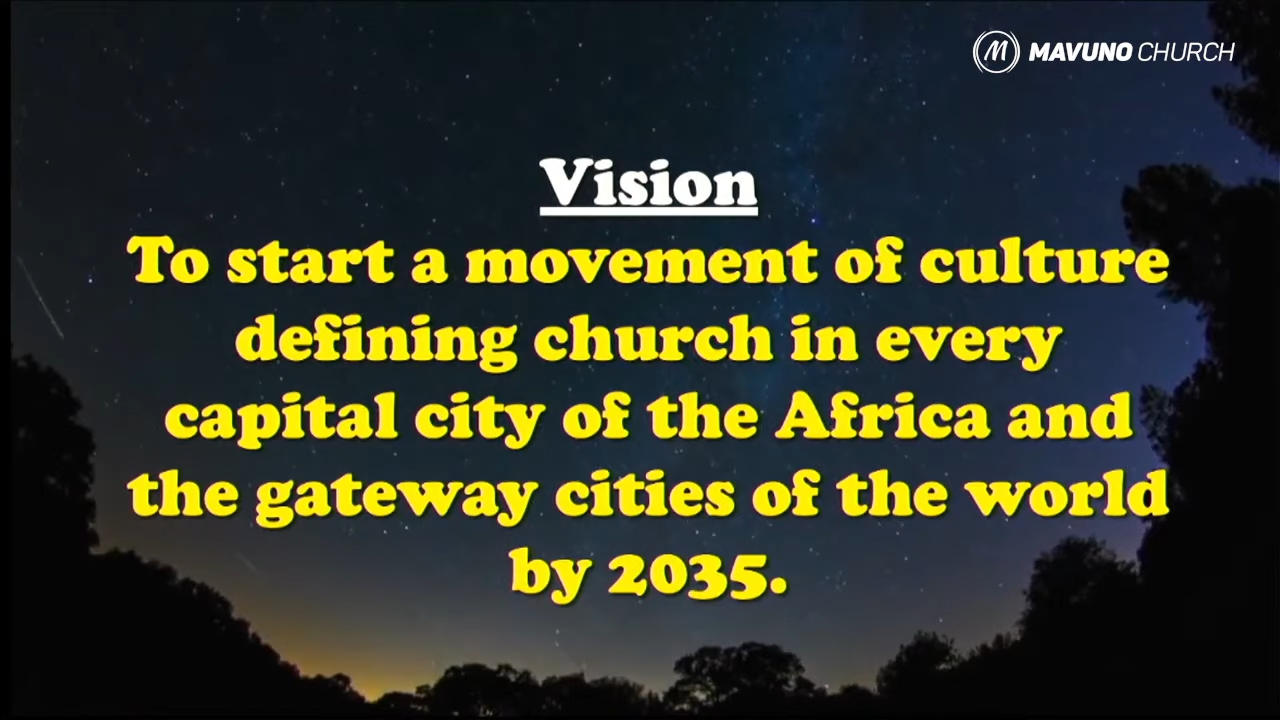 MAVUNO CHURCH
Vision
To start a movement of culture
defining church in every
capital city of the Africa and
the gateway cities of the world
by 2035.